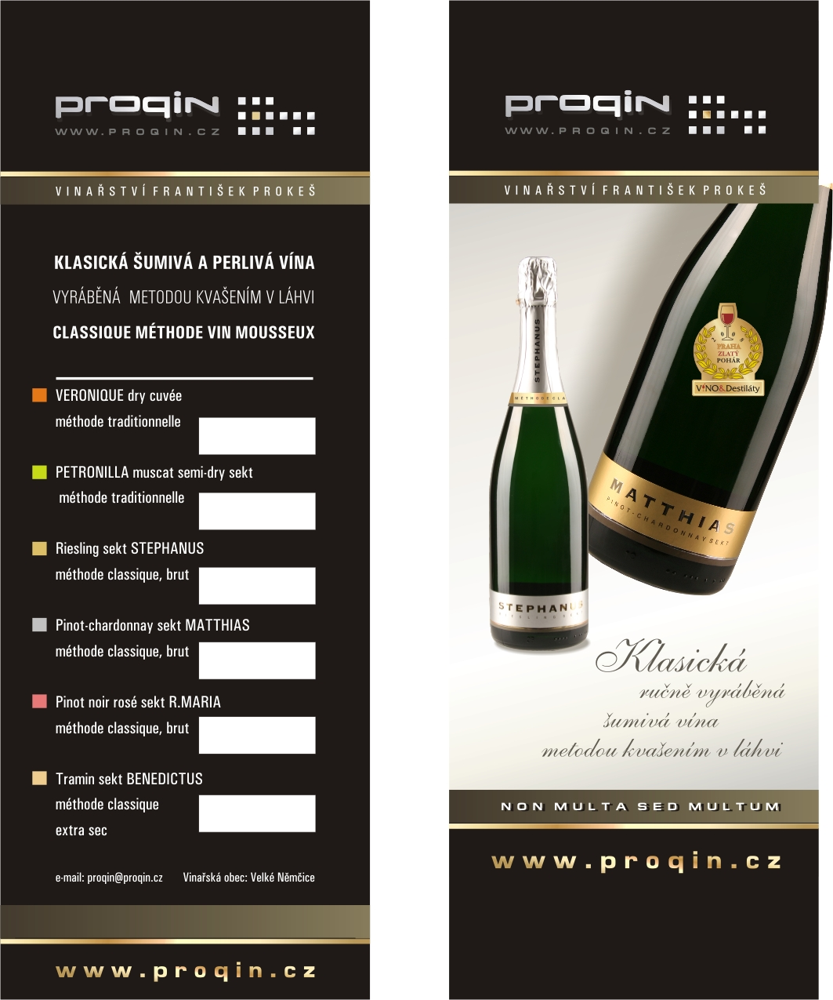 proqin
WWW.PROQIN.CZ
VINAŘSTVÍ FRANTIŠEK PROKEŠ
KLASICKÁ ŠUMIVÁ A PERLIVÁ VÍNA
VYRÁBĚNÁ METODOU KVAŠENÍM V LÁHVI
CLASSIQUE MÉTHODE VIN MOUSSEUX
VERONIQUE dry cuvée
méthode traditionnelle
PETRONILLA muscat semi-dry sekt
méthode traditionnelle
Riesling sekt STEPHANUS
méthode classique, brut
Pinot-chardonnay sekt MATTHIAS
méthode classique, brut
Pinot noir rosé sekt R.MARIA
méthode classique, brut
Tramin sekt BENEDICTUS
méthode classique
extra sec
e-mail: proqin@proqin.cz Vinařská obec: Velké Němčice
www.proqin.cz
proqin
WWW.PROQIN.CZ
VINAŘSTVÍ FRANTIŠEK PROKEŠ
STEPHANUS
METHODE CLA
2008
PRAHA
ZLATÝ
POHÁR
VÍNO&Destiláty
MATTHIAS
PINOT-CHARDONNAY SEKT
STEPHANUS
RIESLING SEKT
Klasická
ručně vyráběná
šumivá vína
metodou kvašením v láhvi
NON MULTA SED MULTUM
www.proqin.cz